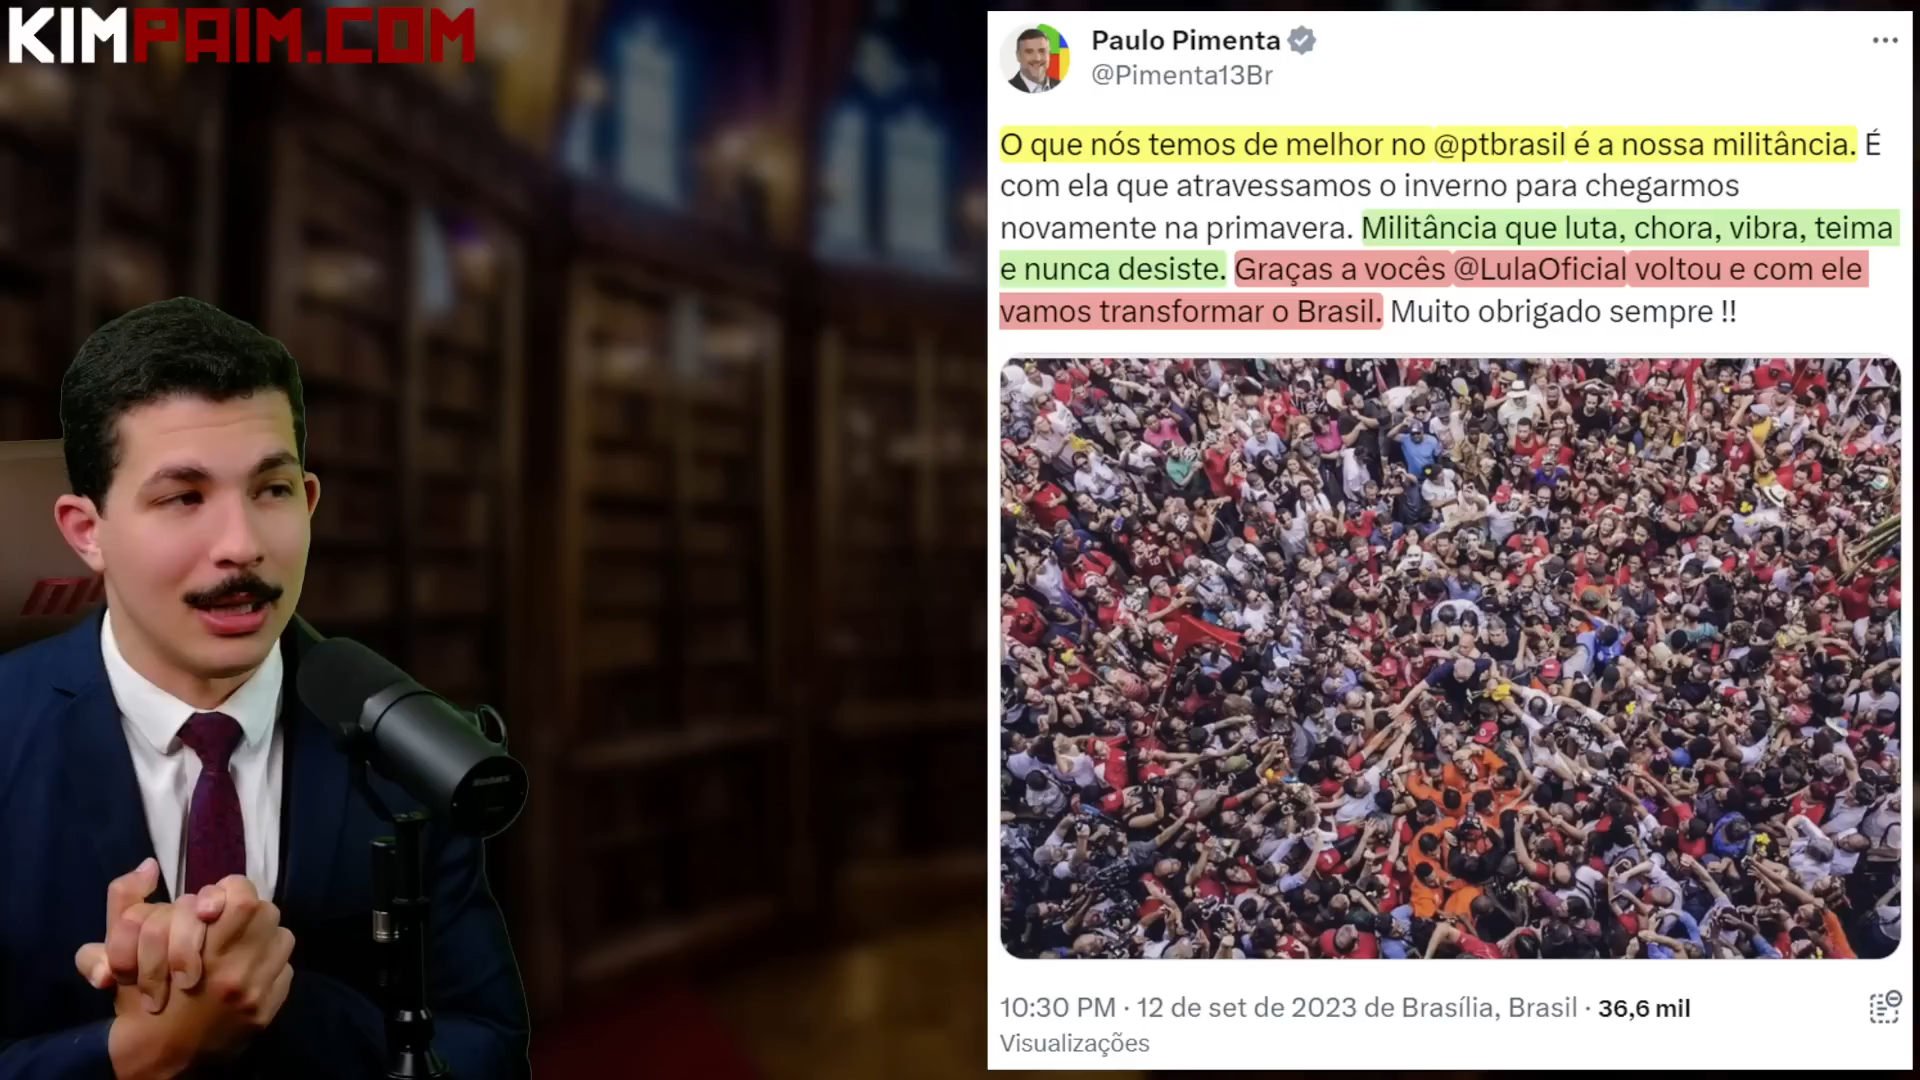 KIMPAIM.COM
Paulo Pimenta
@Pimenta13Br
O que nós temos de melhor no @ptbrasil é a nossa militância. É
com ela que atravessamos o inverno para chegarmos
novamente na primavera. Militância que luta, chora, vibra, teima
e nunca desiste. Graças a vocês @LulaOficial voltou e com ele
vamos transformar o Brasil. Muito obrigado sempre !!
10:30 PM · 12 de set de 2023 de Brasília, Brasil · 36,6 mil
Visualizações